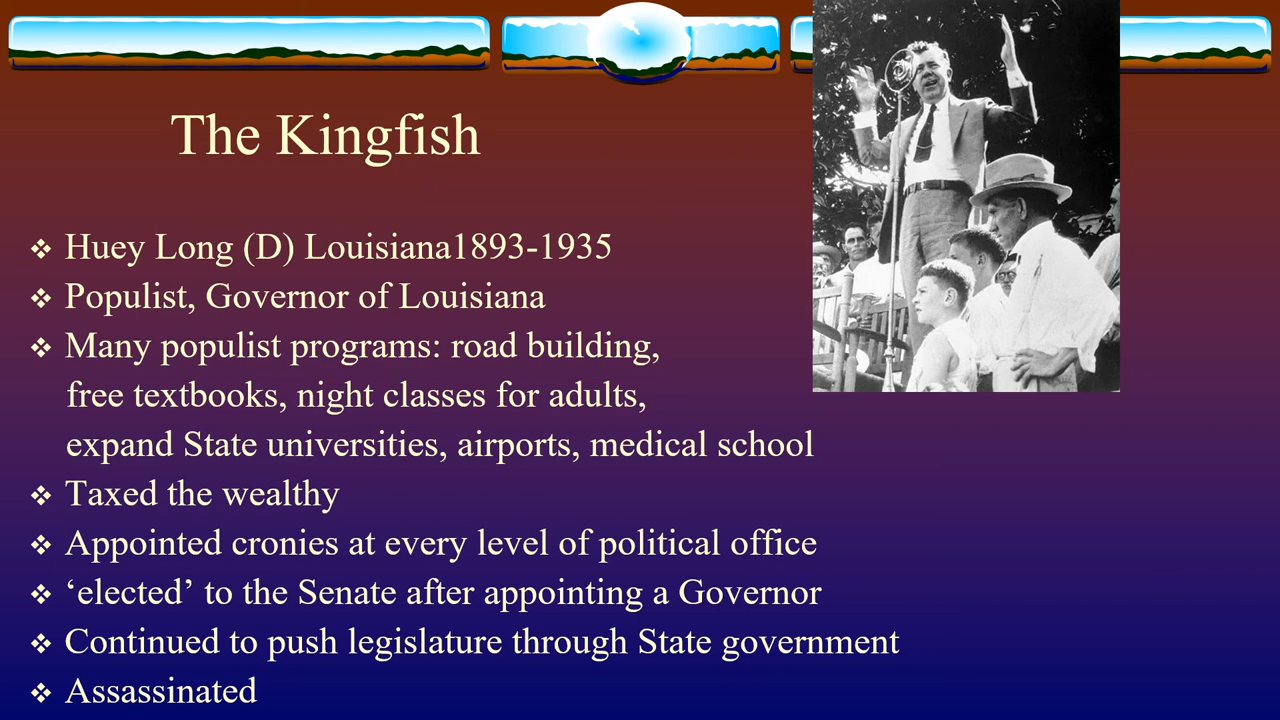 The Kingfish
❖ Huey Long (D) Louisiana1893-1935
❖ Populist, Governor of Louisiana
❖ Many populist programs: road building,
free textbooks, night classes for adults,
expand State universities, airports, medical school
❖ Taxed the wealthy
❖ Appointed cronies at every level of political office
❖ ‘elected’ to the Senate after appointing a Governor
❖ Continued to push legislature through State government
❖ Assassinated